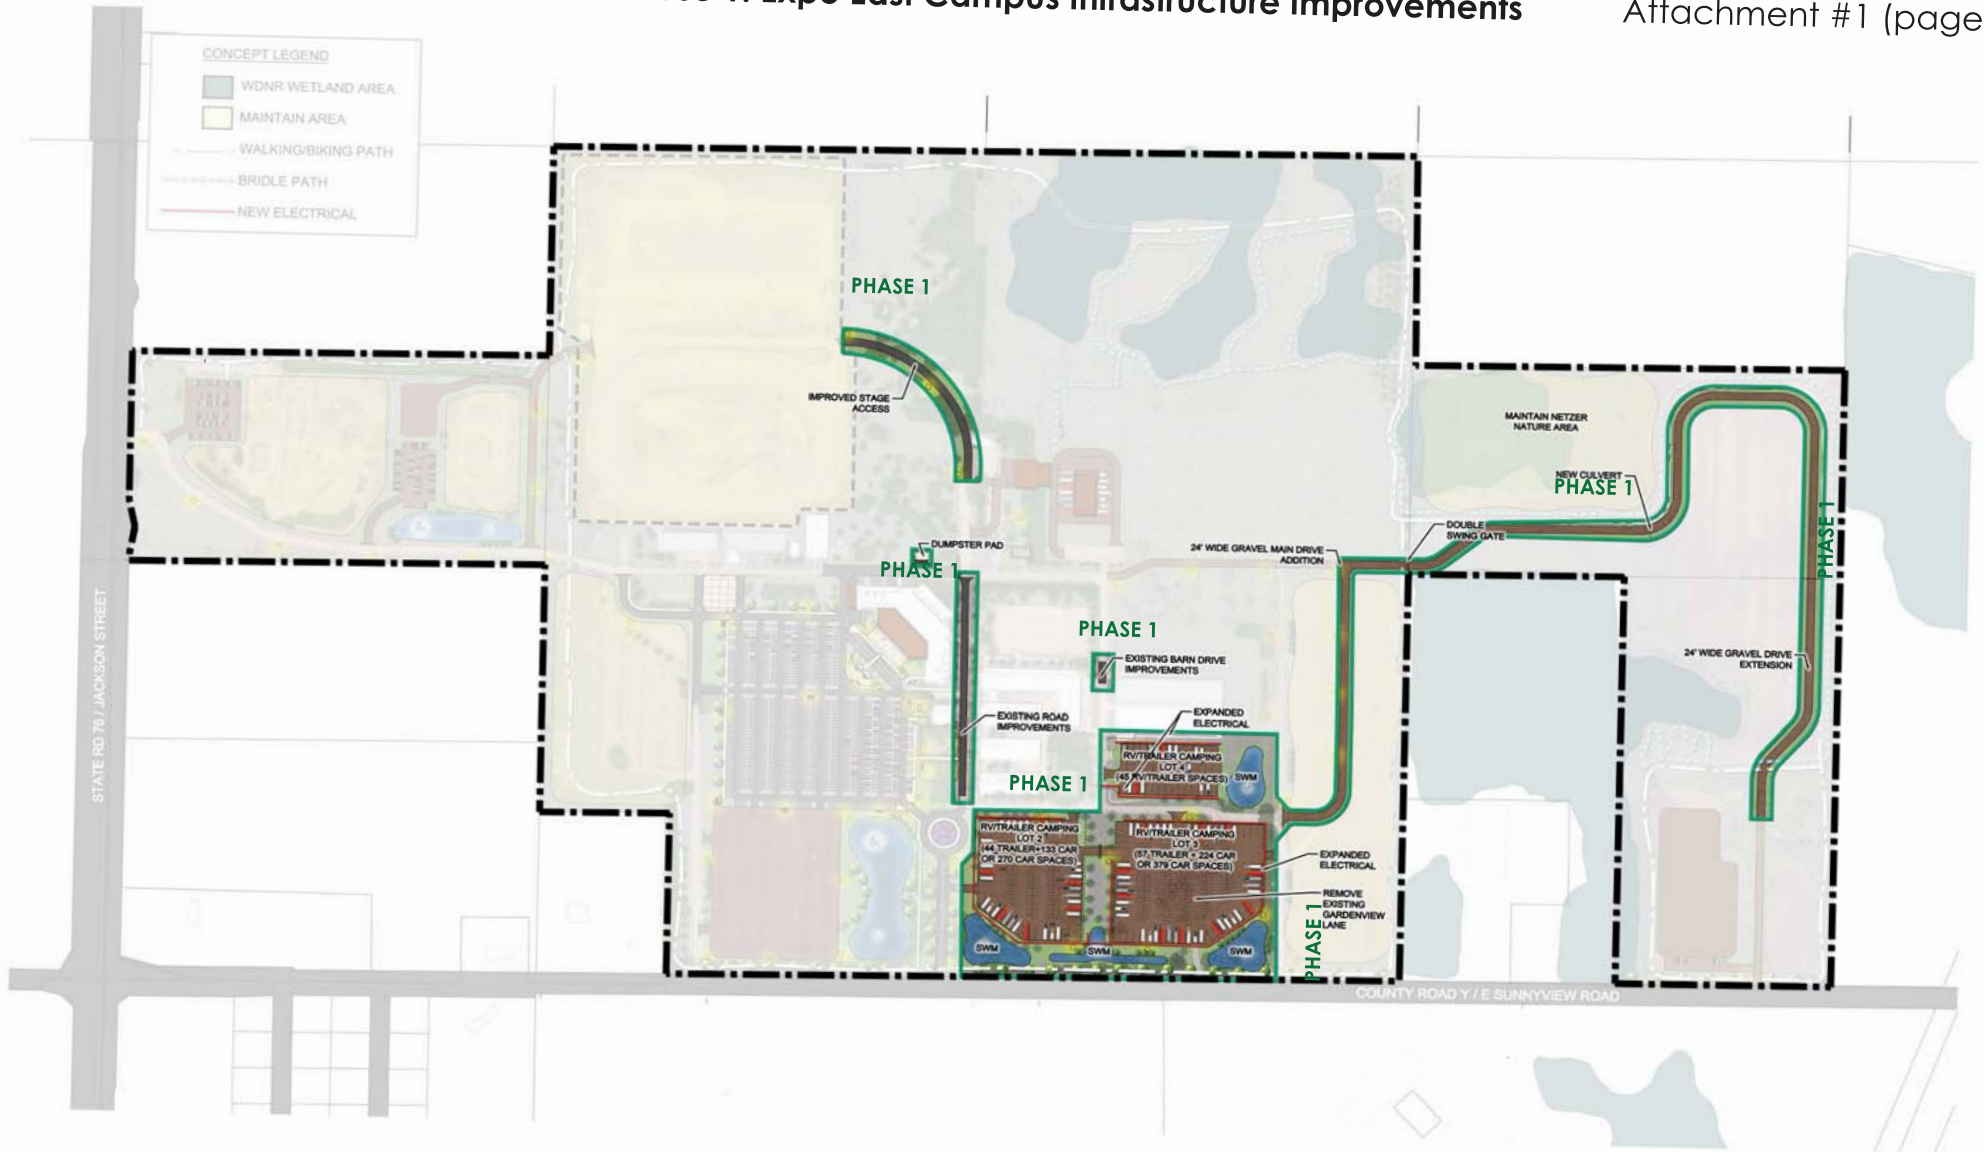 Expo East Campus Infrastructure Improvements
Attachment #1 (page
CONCEPT LEGEND
WDNR WETLAND AREA
MAINTAIN AREA
WALKING/BIKING PATH
BRIDLE PATH
NEW ELECTRICAL
PHASE 1
IMPROVED STAGE
ACCESS
MAINTAIN NETZER
NATURE AREA
NEW CULVERT
PHASE 1
PHASE 1
DOUBLE
SWING GATE
24' WIDE GRAVEL MAIN DRIVE
ADDITION
DUMPSTER PAD
PHASE 1
STATE RD 76 / JACKSON STREET
PHASE 1
EXISTING BARN DRIVE
IMPROVEMENTS
24' WIDE GRAVEL DRIVE
EXTENSION
EXISTING ROAD
IMPROVEMENTS
EXPANDED
ELECTRICAL
RV/TRAILER CAMPING
LOT 4
(45 RV/TRAILER SPACES)
SWM
PHASE 1
RV/TRAILER CAMPING
LOT 2
(44 TRAILER+133 CAR
OR 270 CAR SPACES)
RV/TRAILER CAMPING
LOT 3
(57 TRAILER + 224 CAR
OR 379 CAR SPACES)
EXPANDED
ELECTRICAL
REMOVE
EXISTING
GARDENVIEW
LANE
PHASE 1
SWM
SWM
SWM
COUNTY ROAD Y / E SUNNYVIEW ROAD